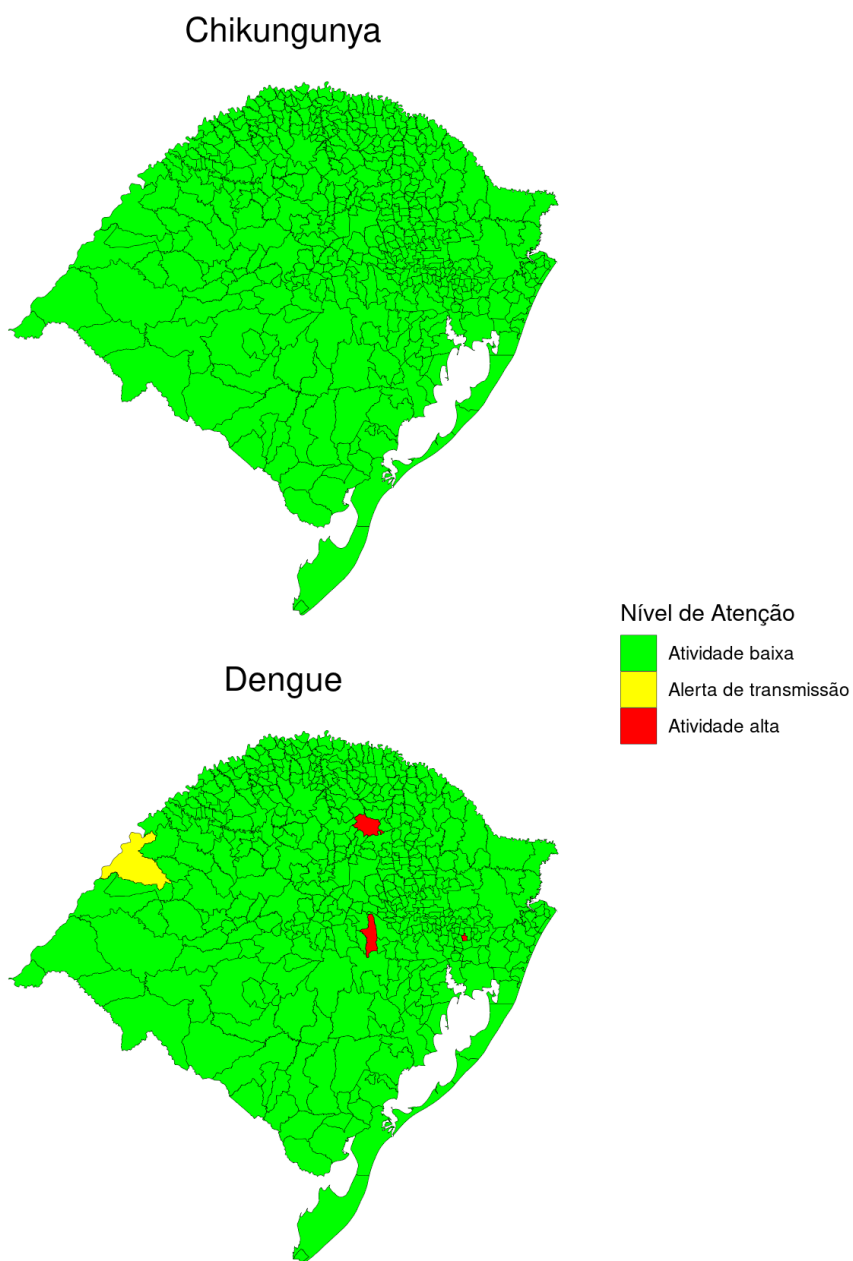 Chikungunya
Nível de Atenção
Atividade baixa
Alerta de transmissão
Atividade alta
Dengue